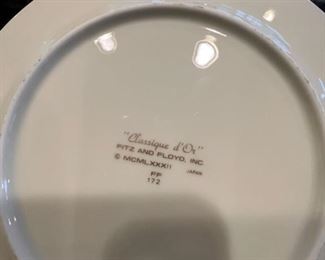 "Classique d'Or"
FITZ AND FLOYD, INC.
© MCMLXXXII JAPAN
FF
172